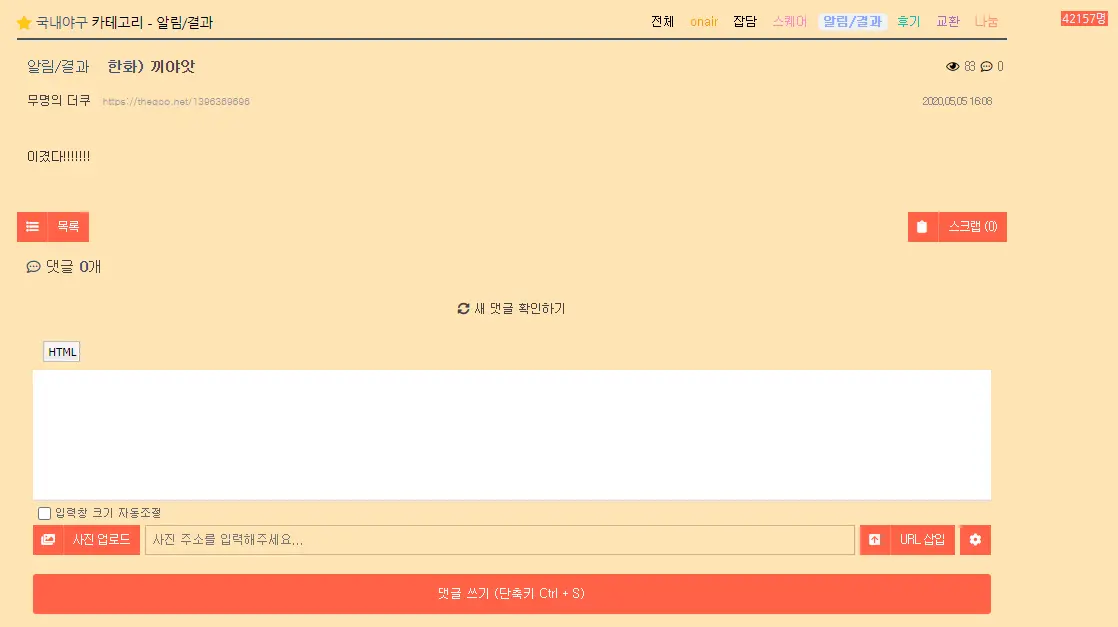 국내야구 카테고리 - 알림/결과 전체 onair 잡담 스퀘어 알림/결과 후기 교환 나눔 42157명
알림/결과 한화) 끼야앗 83 0
무명의 더쿠 https://theqoo.net/1396369696 2020.05.05 16:08
이겼다!!!!!!!
목록 스크랩 (0)
댓글 0개
새 댓글 확인하기
HTML
입력창 크기 자동조절
사진 업로드 사진 주소를 입력해주세요... URL 삽입
댓글 쓰기 (단축키 Ctrl + S)